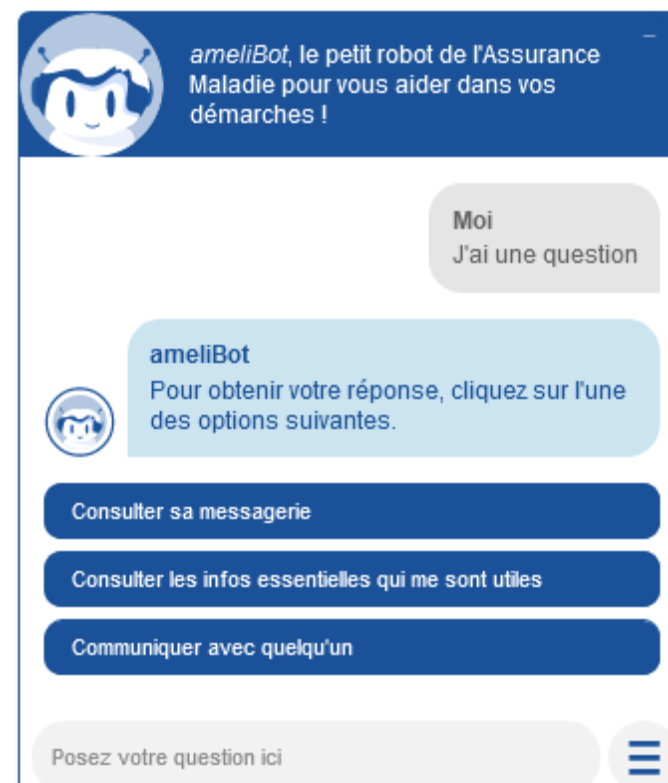 ameliBot, le petit robot de l'Assurance
Maladie pour vous aider dans vos
démarches !
Moi
J'ai une question
ameliBot
Pour obtenir votre réponse, cliquez sur l'une
des options suivantes.
Consulter sa messagerie
Consulter les infos essentielles qui me sont utiles
Communiquer avec quelqu'un
Posez votre question ici